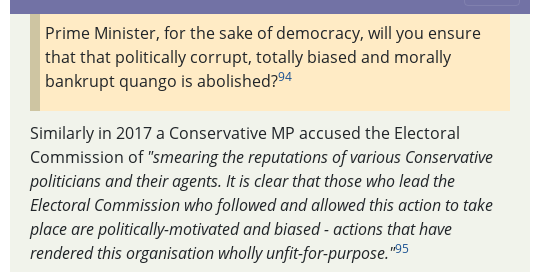 Prime Minister, for the sake of democracy, will you ensure
that that politically corrupt, totally biased and morally
bankrupt quango is abolished?94
Similarly in 2017 a Conservative MP accused the Electoral
Commission of "smearing the reputations of various Conservative
politicians and their agents. It is clear that those who lead the
Electoral Commission who followed and allowed this action to take
place are politically-motivated and biased - actions that have
rendered this organisation wholly unfit-for-purpose."95